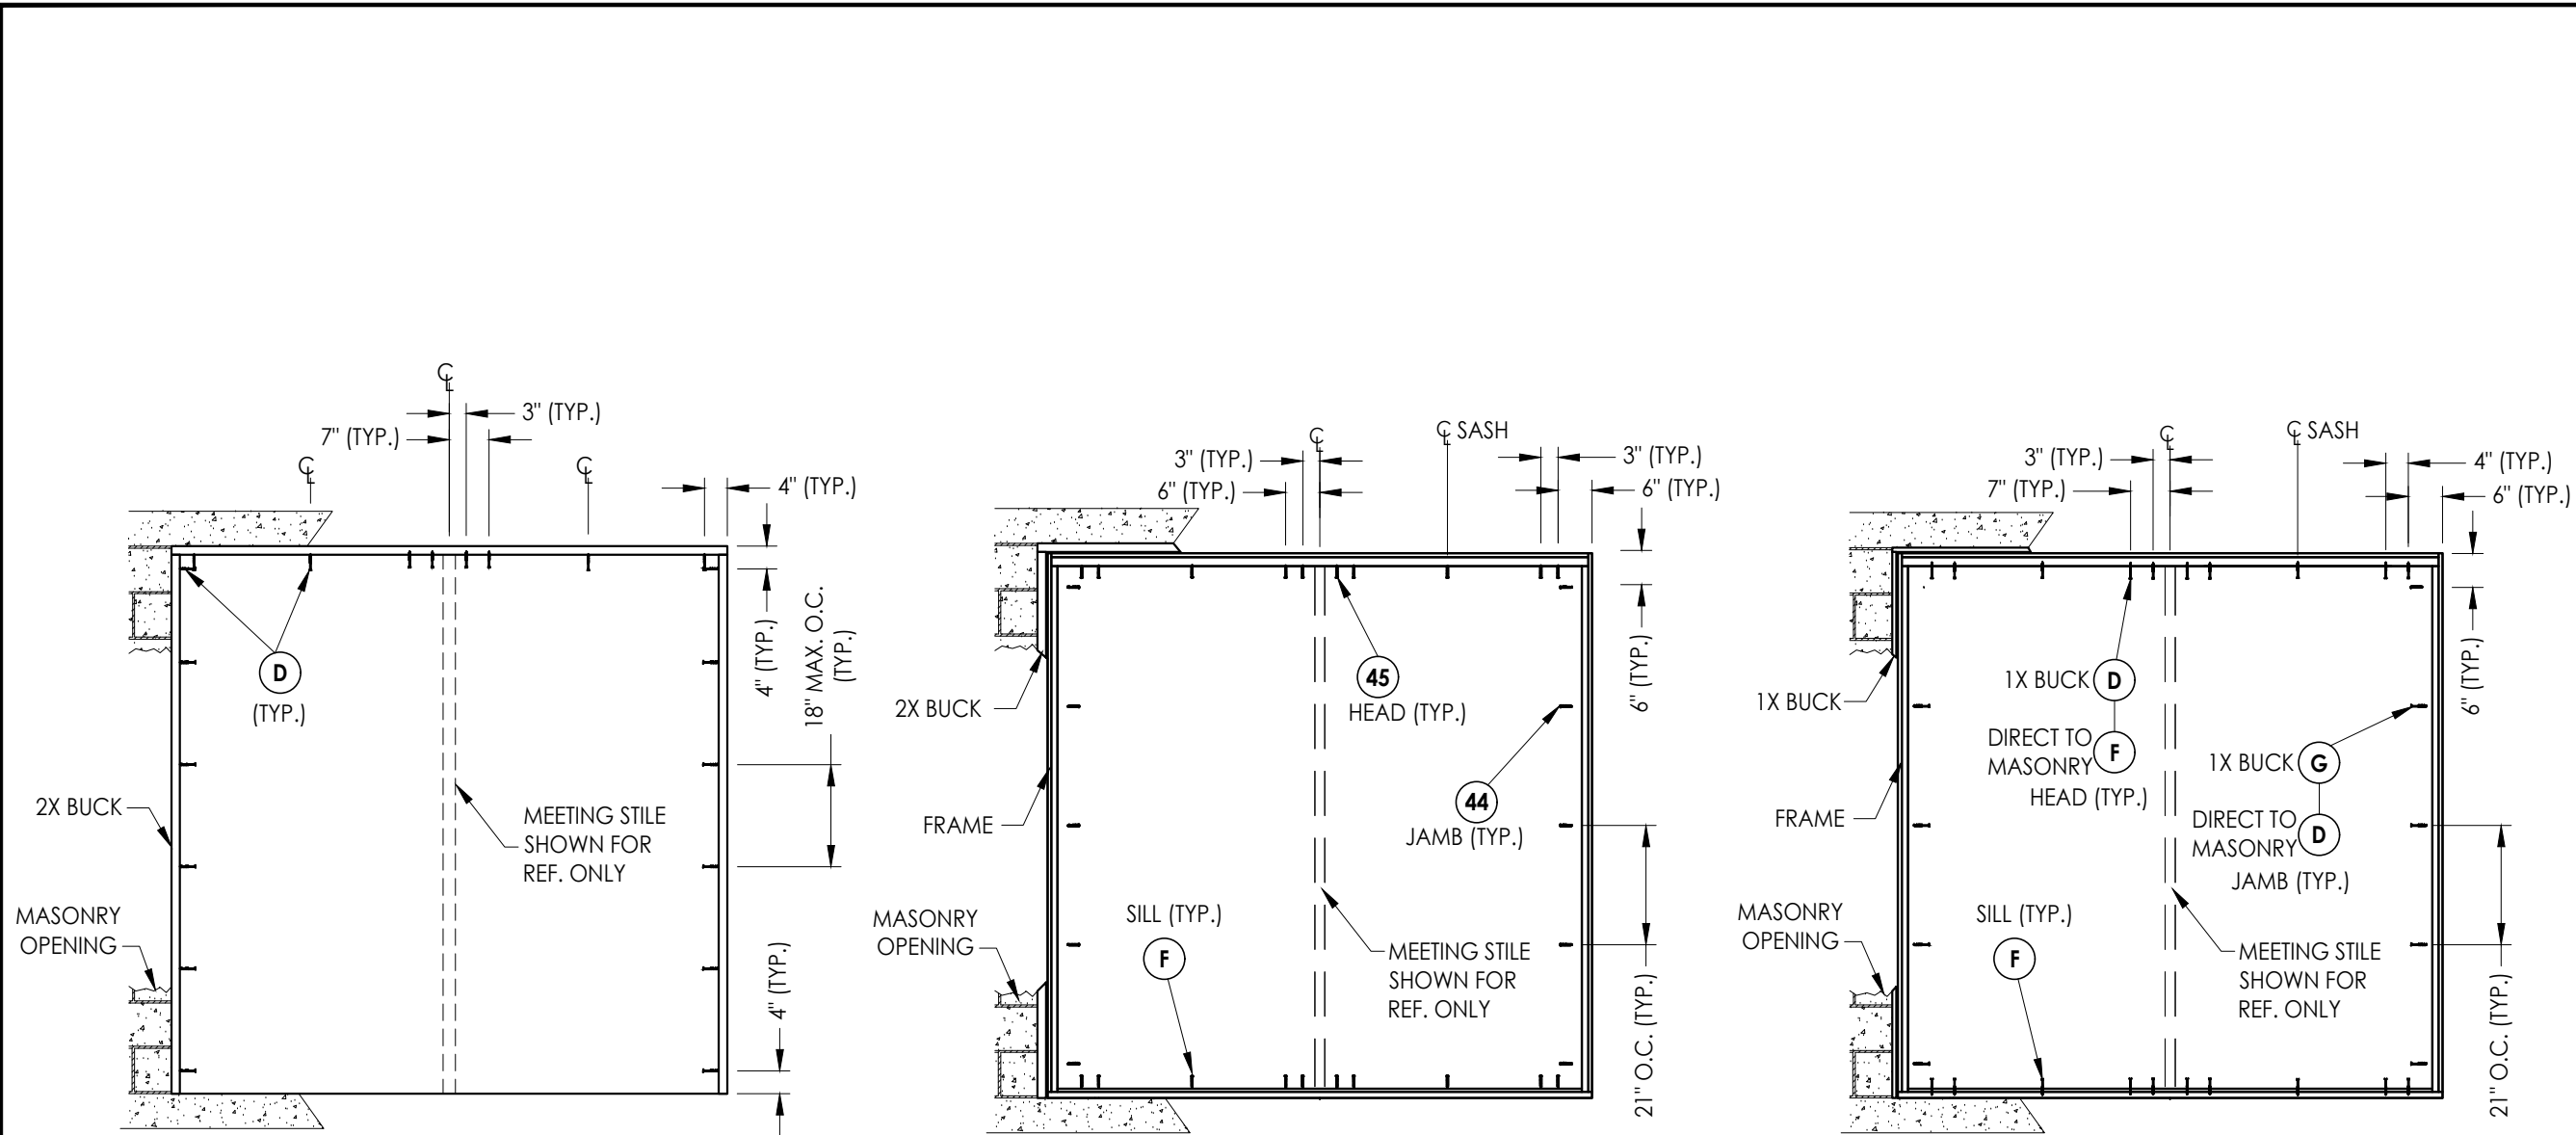 ℄
3" (TYP.)
7" (TYP.)
℄
℄
4" (TYP.)
4" (TYP.)
18" MAX. O.C.
(TYP.)
D
(TYP.)
2X BUCK
MEETING STILE
SHOWN FOR
REF. ONLY
MASONRY
OPENING
4" (TYP.)
℄
℄ SASH
3" (TYP.)
6" (TYP.)
3" (TYP.)
6" (TYP.)
6" (TYP.)
45
HEAD (TYP.)
2X BUCK
44
JAMB (TYP.)
FRAME
SILL (TYP.)
F
MASONRY
OPENING
MEETING STILE
SHOWN FOR
REF. ONLY
21" O.C. (TYP.)
℄
℄ SASH
3" (TYP.)
7" (TYP.)
4" (TYP.)
6" (TYP.)
6" (TYP.)
1X BUCK
1X BUCK D
DIRECT TO
MASONRY F
HEAD (TYP.)
1X BUCK G
DIRECT TO
MASONRY D
JAMB (TYP.)
FRAME
SILL (TYP.)
F
MASONRY
OPENING
MEETING STILE
SHOWN FOR
REF. ONLY
21" O.C. (TYP.)